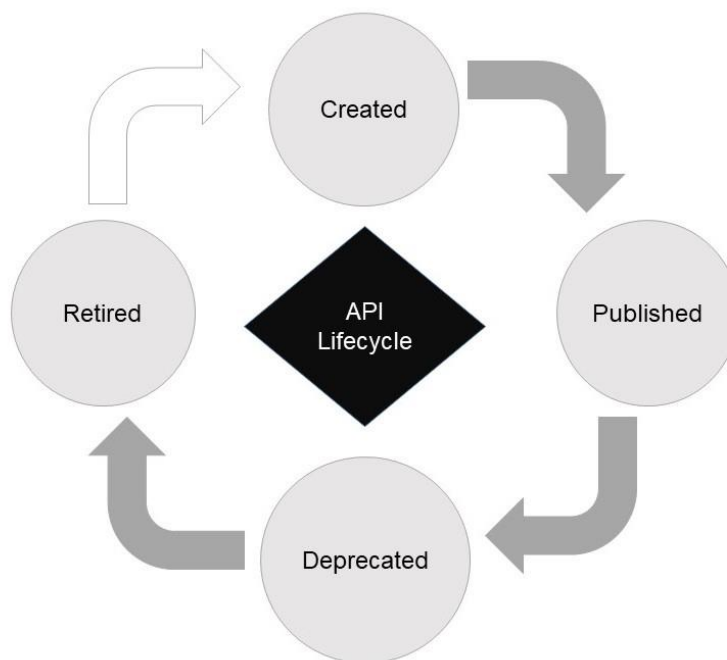 Created
Retired
API
Lifecycle
Published
Deprecated